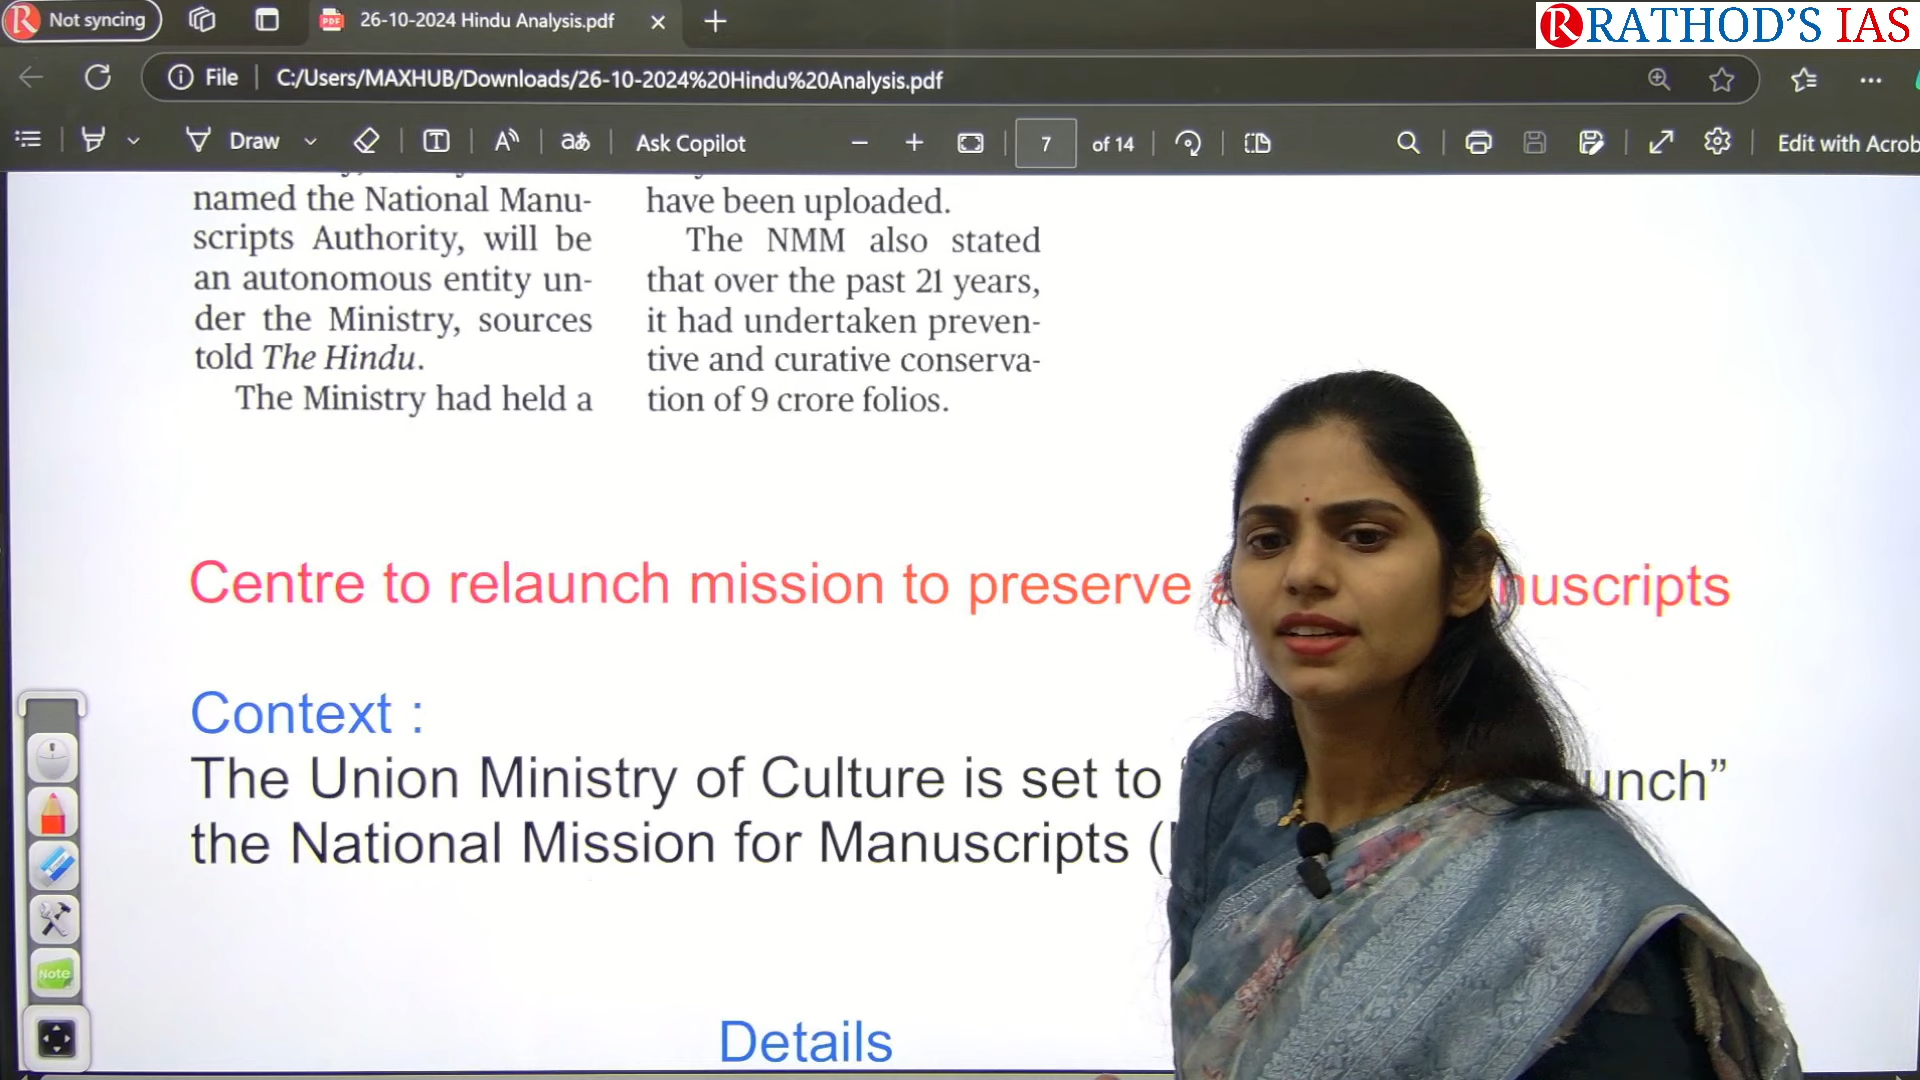 Not syncing
26-10-2024 Hindu Analysis.pdf
RATHOD'S IAS
File
C:/Users/MAXHUB/Downloads/26-10-2024%20Hindu%20Analysis.pdf
Draw
Ask Copilot
7
of 14
Edit with Acrob
named the National Manu-
scripts Authority, will be
an autonomous entity un-
der the Ministry, sources
told The Hindu.
The Ministry had held a
have been uploaded.
The NMM also stated
that over the past 21 years,
it had undertaken preven-
tive and curative conserva-
tion of 9 crore folios.
Centre to relaunch mission to preserve a nuscripts
Context :
The Union Ministry of Culture is set to unch”
the National Mission for Manuscripts (
Details
Note